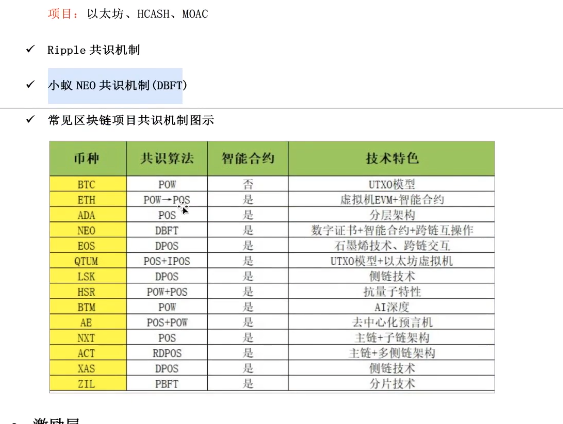 项目：以太坊、HCASH、MOAC
✓ Ripple 共识机制
✓ 小蚁 NEO 共识机制(DBFT)
✓ 常见区块链项目共识机制图示
币种 共识算法 智能合约 技术特色
BTC POW 否 UTXO模型
ETH POW→POS 是 虚拟机EVM+智能合约
ADA POS 是 分层架构
NEO DBFT 是 数字证书+智能合约+跨链互操作
EOS DPOS 是 石墨烯技术、跨链交互
QTUM POS+IPOS 是 UTXO模型+以太坊虚拟机
LSK DPOS 是 侧链技术
HSR POW+POS 是 抗量子特性
BTM POW 是 AI深度
AE POS+POW 是 去中心化预言机
NXT POS 是 主链+子链架构
ACT RDPOS 是 主链+多侧链架构
XAS DPOS 是 侧链技术
ZIL PBFT 是 分片技术